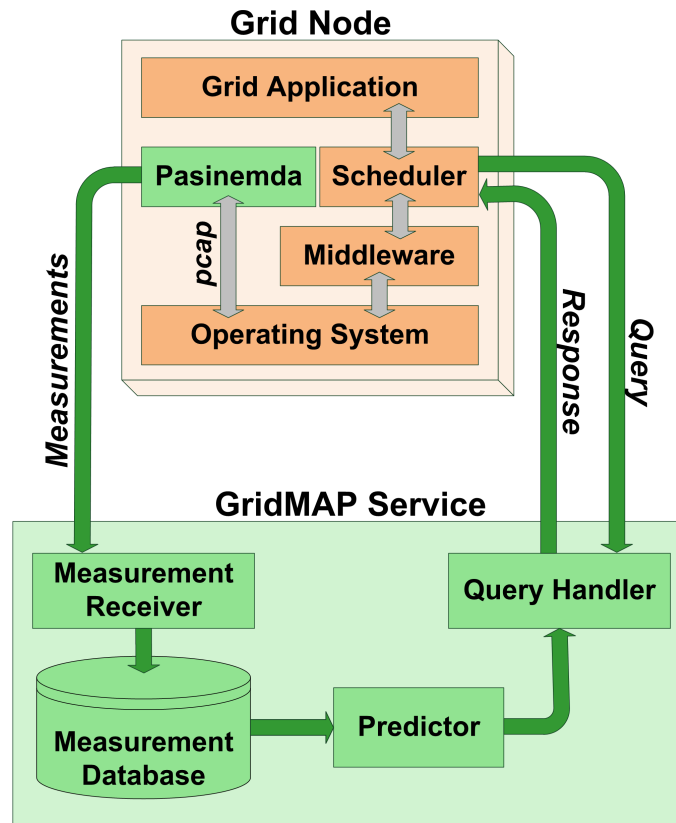 Grid Node
Grid Application
Pasinemda
Scheduler
pcap
Middleware
Operating System
Measurements
Response
Query
GridMAP Service
Measurement
Receiver
Query Handler
Measurement
Database
Predictor